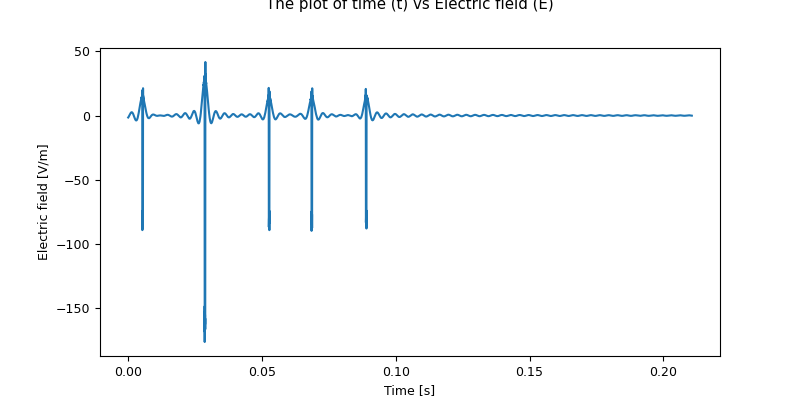 The plot of time (t) vs Electric field (E)
50
0
−50
−100
−150
Electric field [V/m]
0.00 0.05 0.10 0.15 0.20
Time [s]